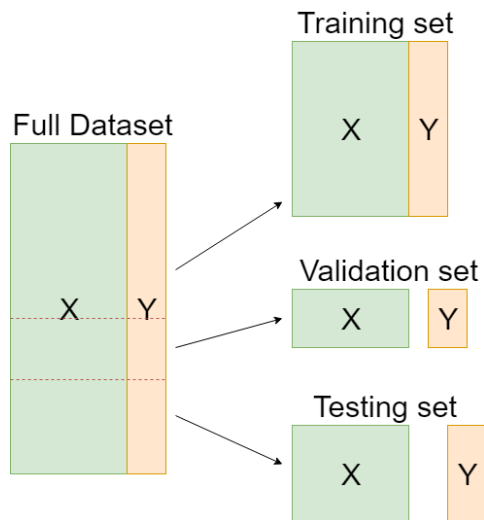 Training set
X Y
Full Dataset
X Y
Validation set
X Y
Testing set
X Y